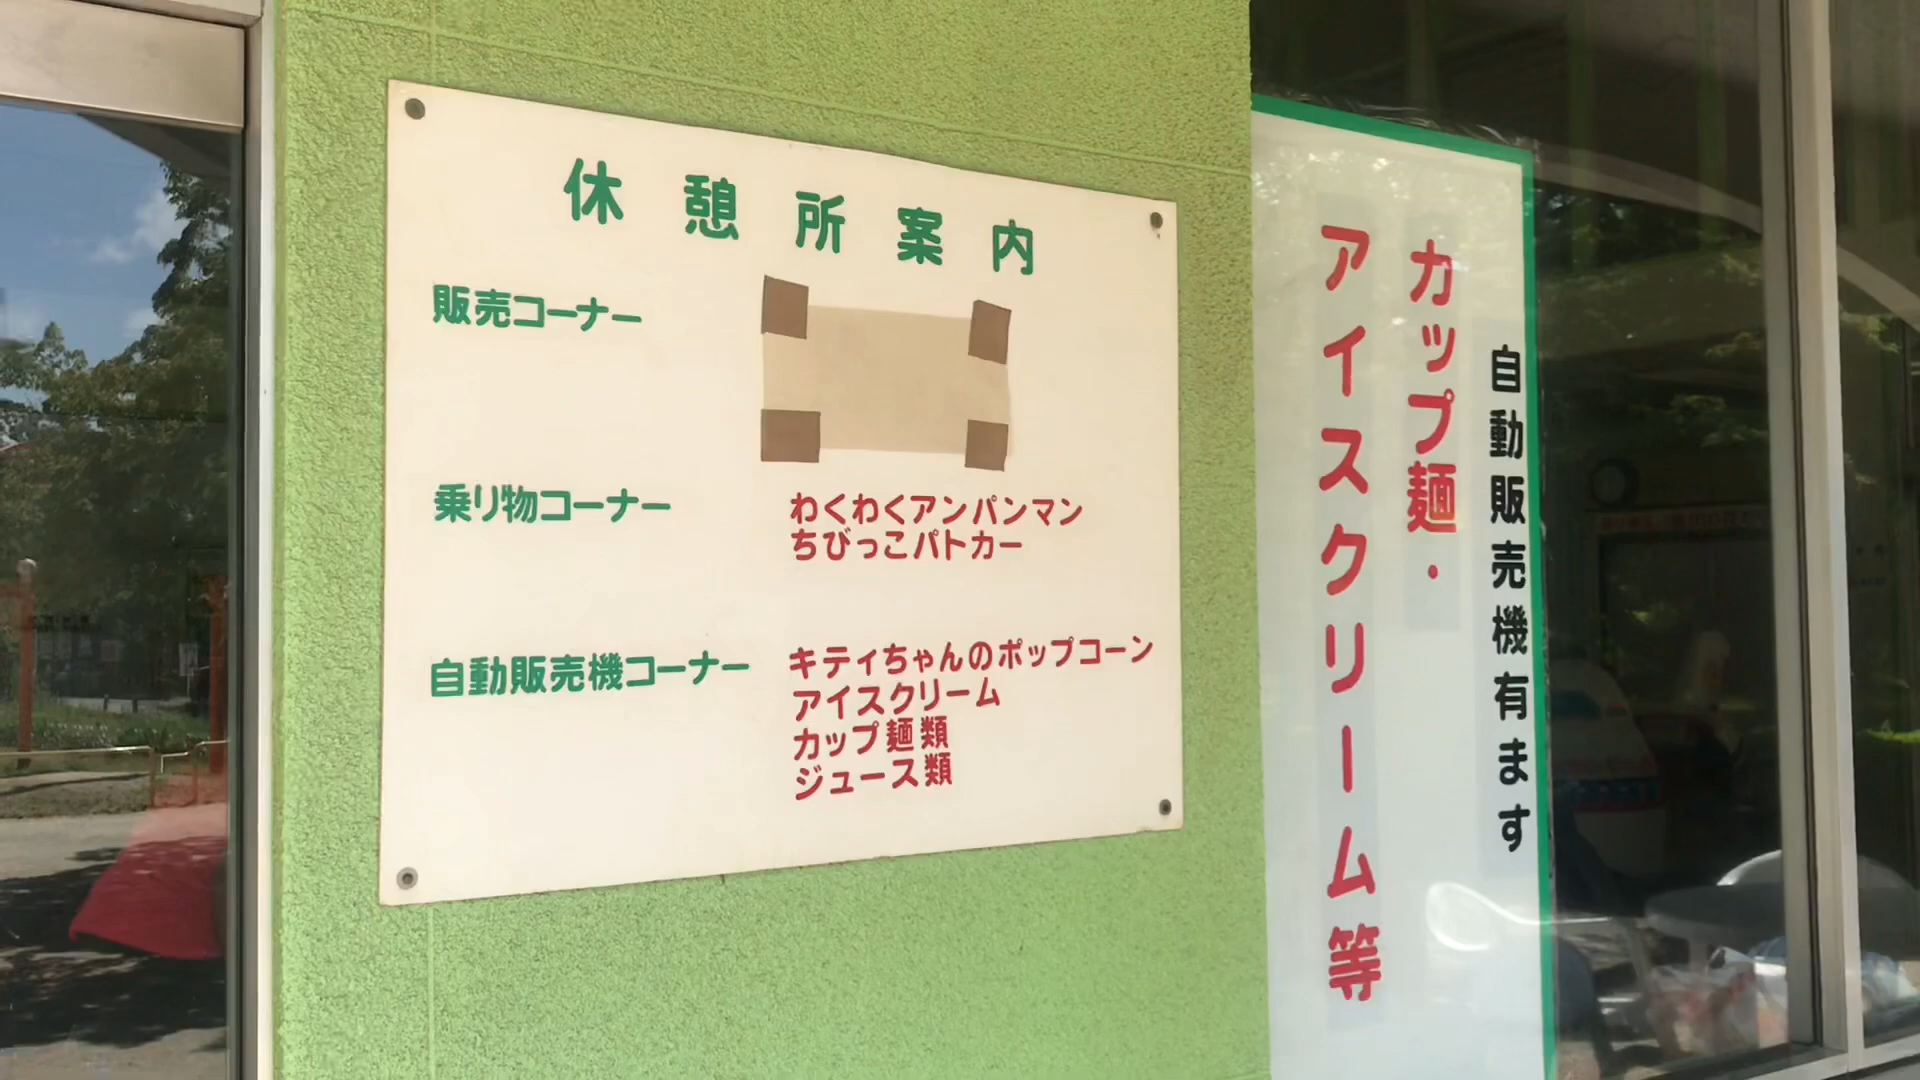 休憩所案内
販売コーナー
乗り物コーナー
わくわくアンパンマン
ちびっこパトカー
自動販売機コーナー
キティちゃんのポップコーン
アイスクリーム
カップ麺類
ジュース類
自動販売機有ます
カップ麺・
アイスクリーム等